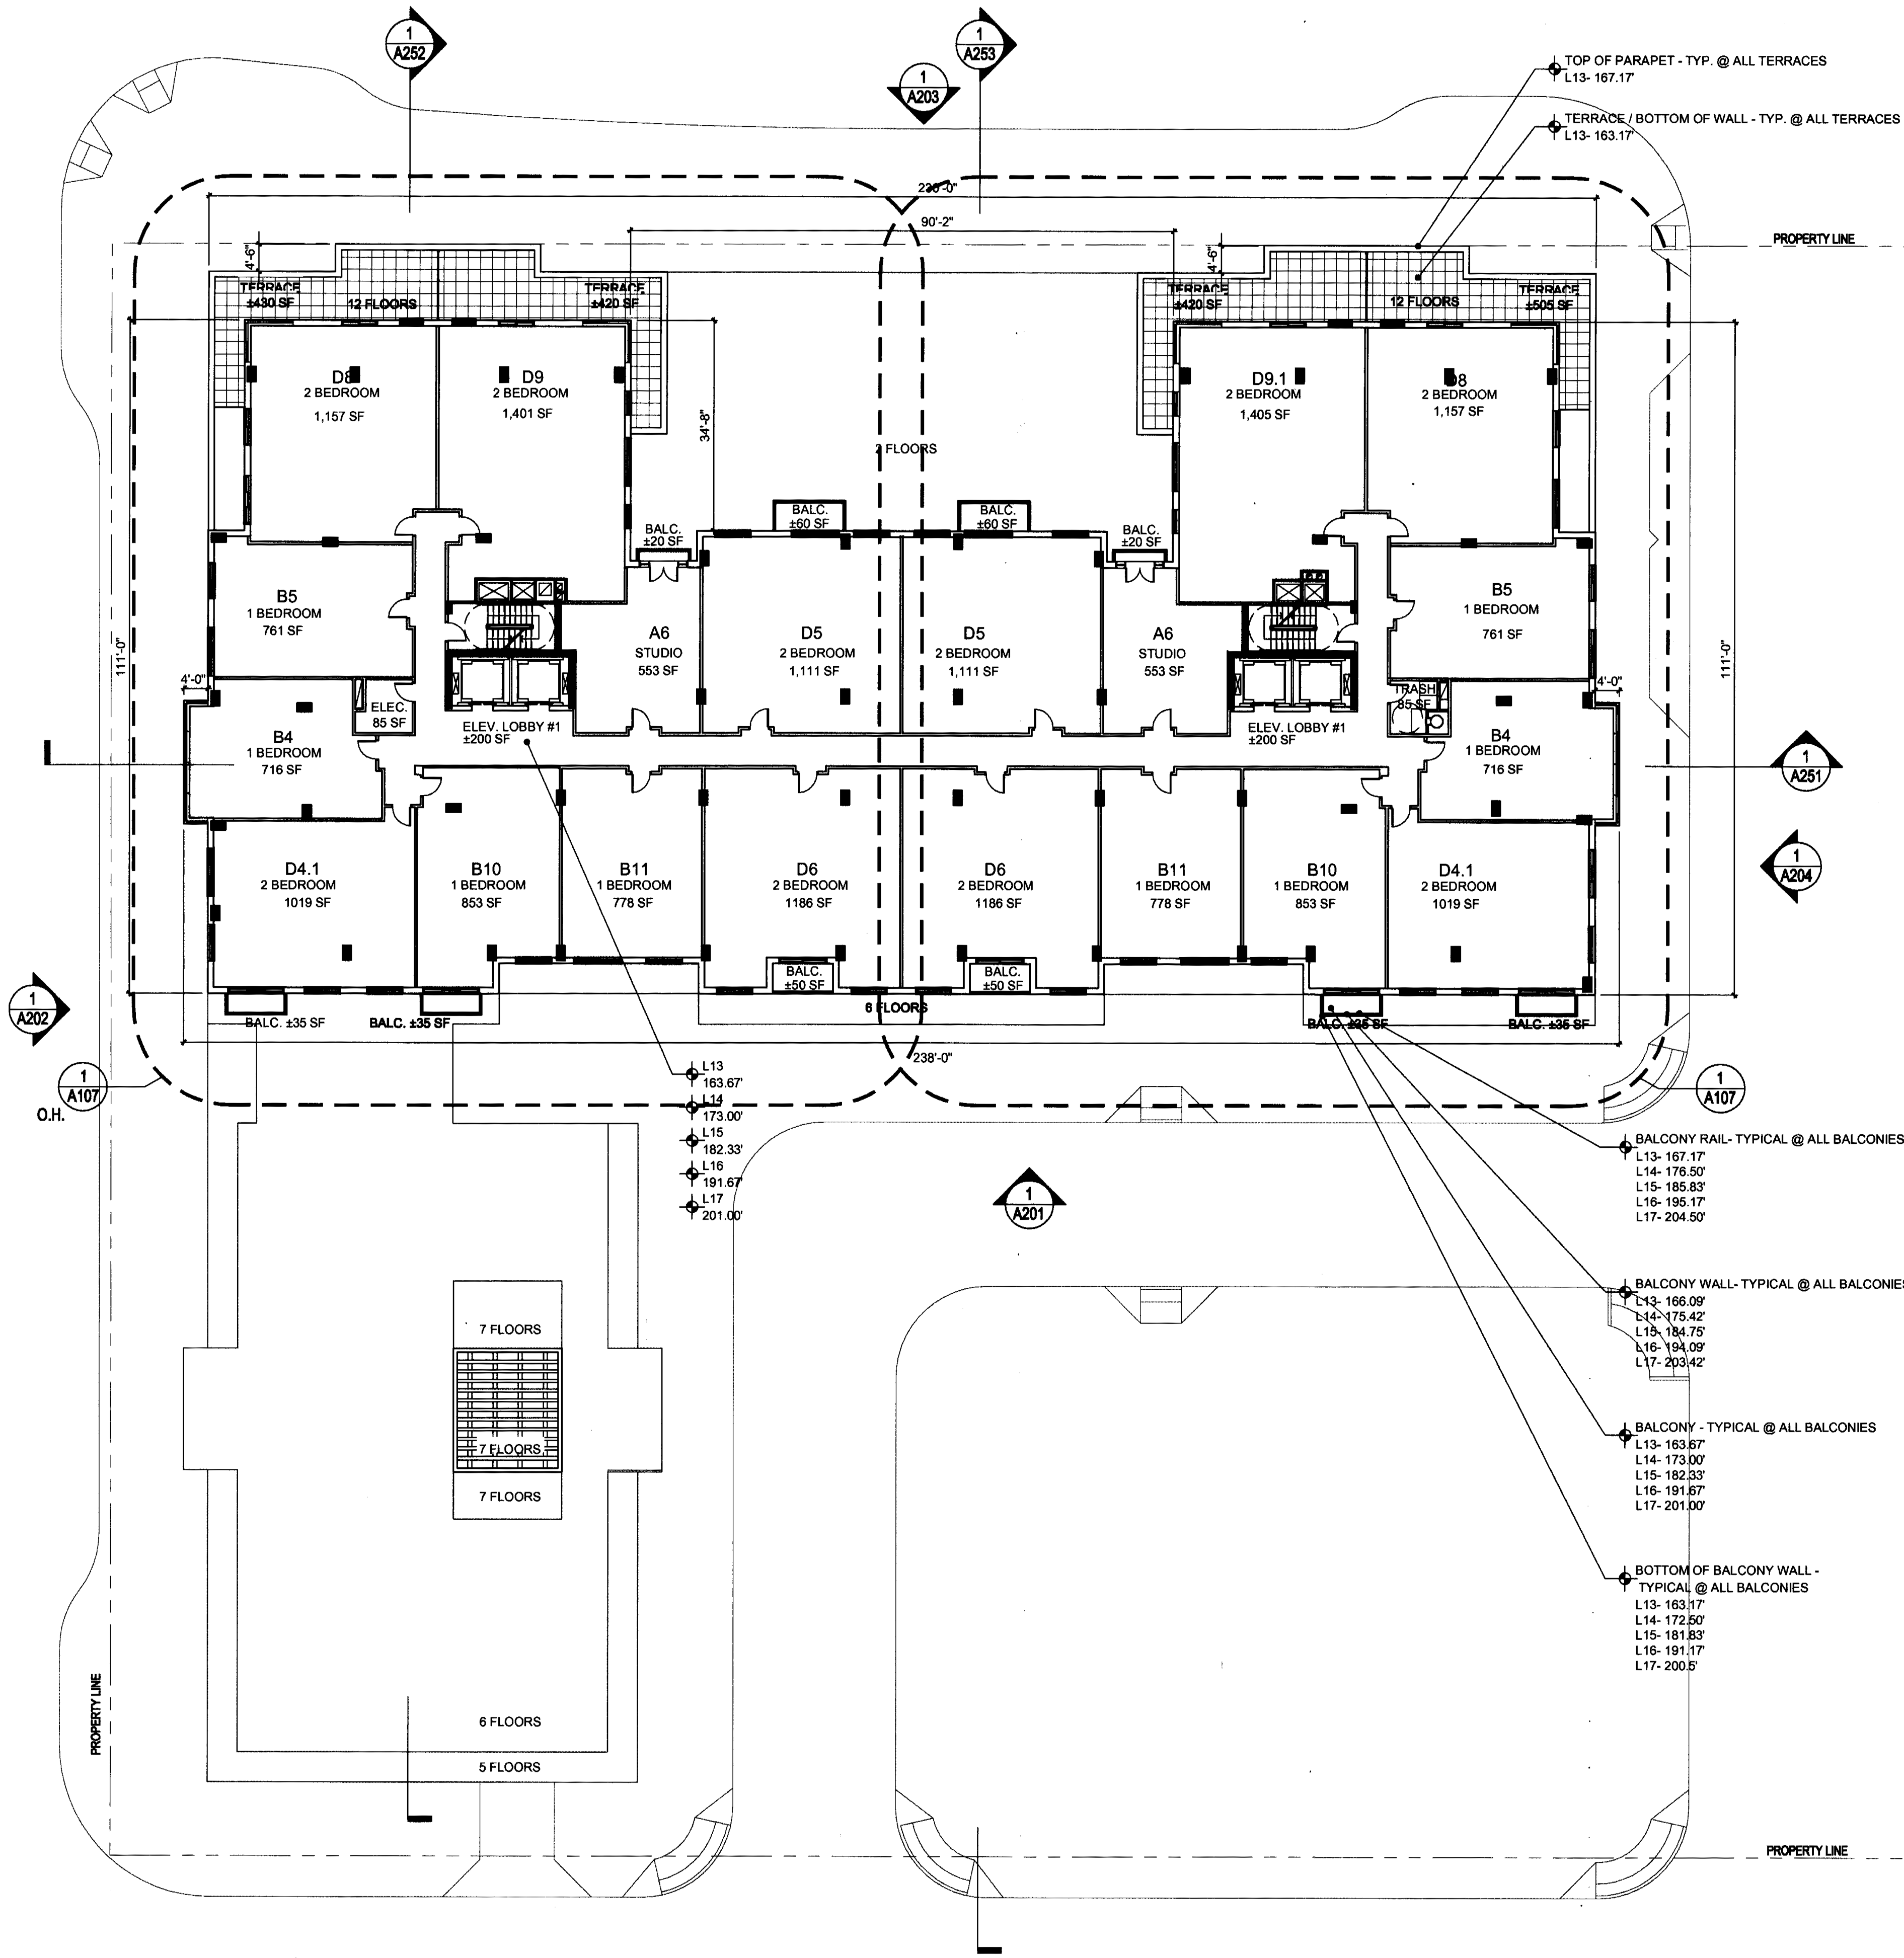 1
A252
1
A253
1
A203
TOP OF PARAPET - TYP. @ ALL TERRACES
L13- 167.17'
TERRACE / BOTTOM OF WALL - TYP. @ ALL TERRACES
L13- 163.17'
90'-2"
PROPERTY LINE
4'-6"
4'-6"
TERRACE
±430 SF
12 FLOORS
TERRACE
±420 SF
TERRACE
±420 SF
12 FLOORS
TERRACE
±505 SF
D8
2 BEDROOM
1,157 SF
D9
2 BEDROOM
1,401 SF
34'-8"
2 FLOORS
D9.1
2 BEDROOM
1,405 SF
D8
2 BEDROOM
1,157 SF
BALC.
±20 SF
BALC.
±60 SF
BALC.
±60 SF
BALC.
±20 SF
B5
1 BEDROOM
761 SF
A6
STUDIO
553 SF
D5
2 BEDROOM
1,111 SF
D5
2 BEDROOM
1,111 SF
A6
STUDIO
553 SF
B5
1 BEDROOM
761 SF
111'-0"
111'-0"
4'-0"
ELEC.
85 SF
TRASH
85 SF
4'-0"
B4
1 BEDROOM
716 SF
ELEV. LOBBY #1
±200 SF
ELEV. LOBBY #1
±200 SF
B4
1 BEDROOM
716 SF
1
A251
D4.1
2 BEDROOM
1019 SF
B10
1 BEDROOM
853 SF
B11
1 BEDROOM
778 SF
D6
2 BEDROOM
1186 SF
D6
2 BEDROOM
1186 SF
B11
1 BEDROOM
778 SF
B10
1 BEDROOM
853 SF
D4.1
2 BEDROOM
1019 SF
1
A204
BALC.
±50 SF
BALC.
±50 SF
1
A202
6 FLOORS
BALC. ±35 SF
BALC. ±35 SF
BALC. ±35 SF
BALC. ±35 SF
238'-0"
1
A107
O.H.
1
A107
L13
163.67'
L14
173.00'
L15
182.33'
L16
191.67'
L17
201.00'
1
A201
BALCONY RAIL- TYPICAL @ ALL BALCONIES
L13- 167.17'
L14- 176.50'
L15- 185.83'
L16- 195.17'
L17- 204.50'
BALCONY WALL- TYPICAL @ ALL BALCONIES
L13- 166.09'
L14- 175.42'
L15- 184.75'
L16- 194.09'
L17- 203.42'
BALCONY - TYPICAL @ ALL BALCONIES
L13- 163.67'
L14- 173.00'
L15- 182.33'
L16- 191.67'
L17- 201.00'
BOTTOM OF BALCONY WALL -
TYPICAL @ ALL BALCONIES
L13- 163.17'
L14- 172.50'
L15- 181.83'
L16- 191.17'
L17- 200.5'
7 FLOORS
7 FLOORS
7 FLOORS
6 FLOORS
5 FLOORS
PROPERTY LINE
PROPERTY LINE